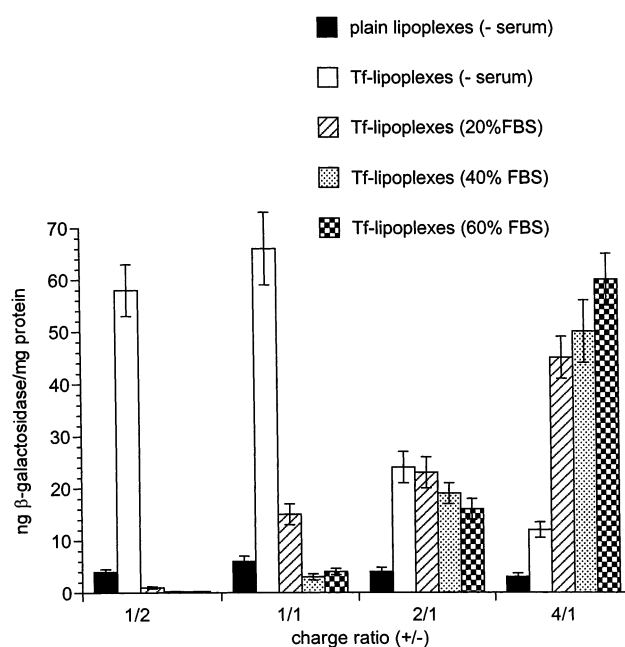 plain lipoplexes (- serum)
Tf-lipoplexes (- serum)
Tf-lipoplexes (20%FBS)
Tf-lipoplexes (40% FBS)
Tf-lipoplexes (60% FBS)
ng β-galactosidase/mg protein
70
60
50
40
30
20
10
0
1/2 1/1 2/1 4/1
charge ratio (+/-)